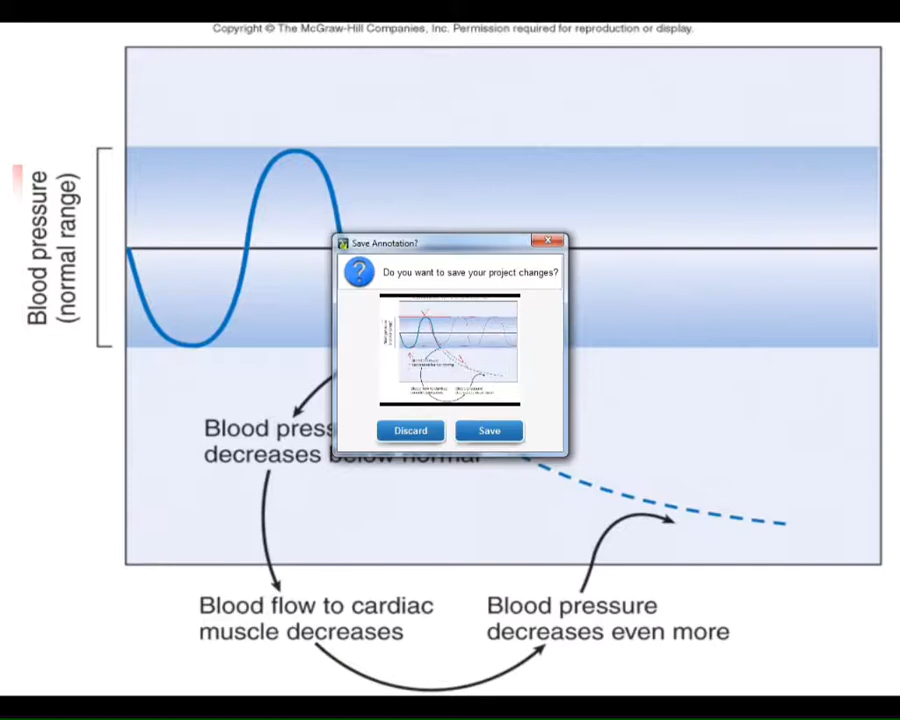 Copyright © The McGraw-Hill Companies, Inc. Permission required for reproduction or display.
Blood pressure
(normal range)
Save Annotation?
Do you want to save your project changes?
Discard
Save
Blood press
decreases below normal
Blood flow to cardiac
muscle decreases
Blood pressure
decreases even more